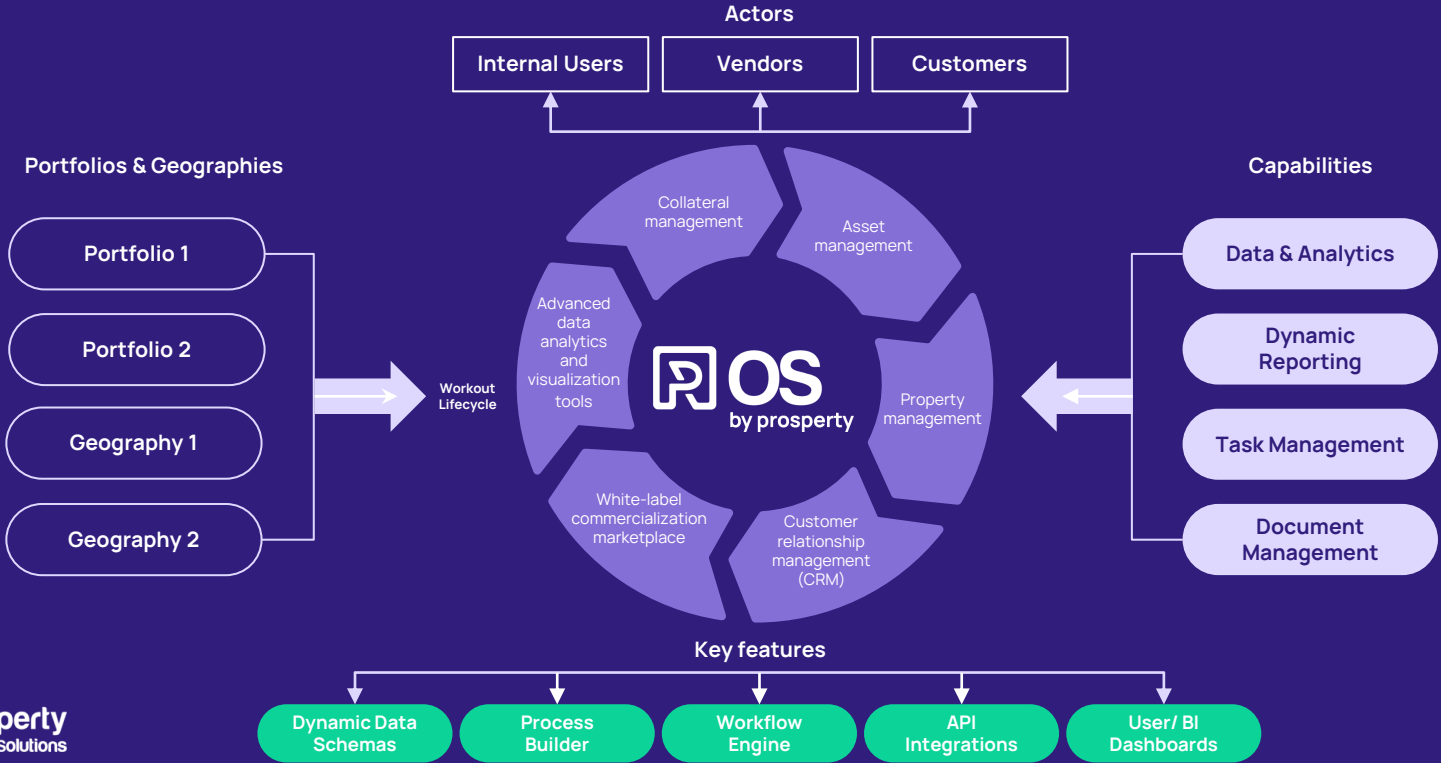 Actors
Internal Users
Vendors
Customers
Portfolios & Geographies
Portfolio 1
Portfolio 2
Geography 1
Geography 2
Workout
Lifecycle
Collateral
management
Asset
management
Property
management
Customer
relationship
management
(CRM)
White-label
commercialization
marketplace
Advanced
data
analytics
and
visualization
tools
OS
by prosperty
Capabilities
Data & Analytics
Dynamic
Reporting
Task Management
Document
Management
Key features
Dynamic Data
Schemas
Process
Builder
Workflow
Engine
API
Integrations
User/ BI
Dashboards
perty
solutions